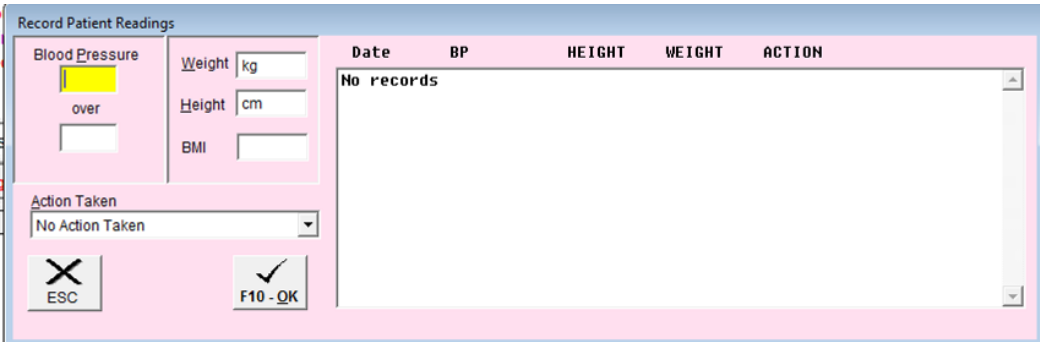 Record Patient Readings
Blood Pressure
over
Weight kg
Height cm
BMI
Action Taken
No Action Taken
ESC
F10 - OK
Date BP HEIGHT WEIGHT ACTION
No records